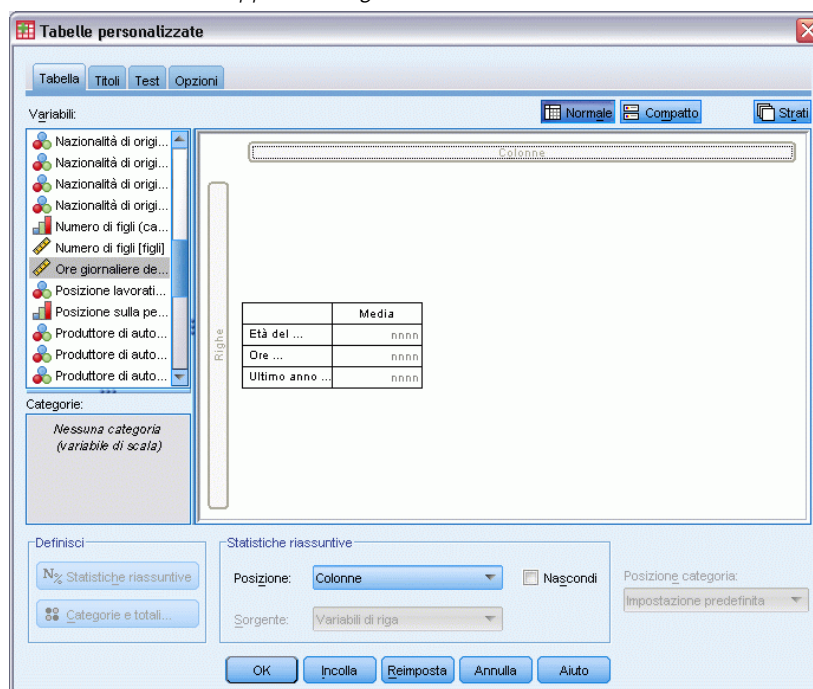 Tabelle personalizzate
Tabella Titoli Test Opzioni
Variabili:
Normale Compatto Strati
Nazionalità di origi...
Nazionalità di origi...
Nazionalità di origi...
Nazionalità di origi...
Numero di figli (ca...
Numero di figli [figli]
Ore giornaliere de...
Posizione lavorati...
Posizione sulla pe...
Produttore di auto...
Produttore di auto...
Produttore di auto...
Categorie:
Nessuna categoria
(variabile di scala)
Colonne
Righe
Media
Età del ... nnnn
Ore ... nnnn
Ultimo anno ... nnnn
Definisci
N% Statistiche riassuntive
Categorie e totali...
Statistiche riassuntive
Posizione: Colonne Nascondi
Sorgente: Variabili di riga
Posizione categoria:
Impostazione predefinita
OK Incolla Reimposta Annulla Aiuto